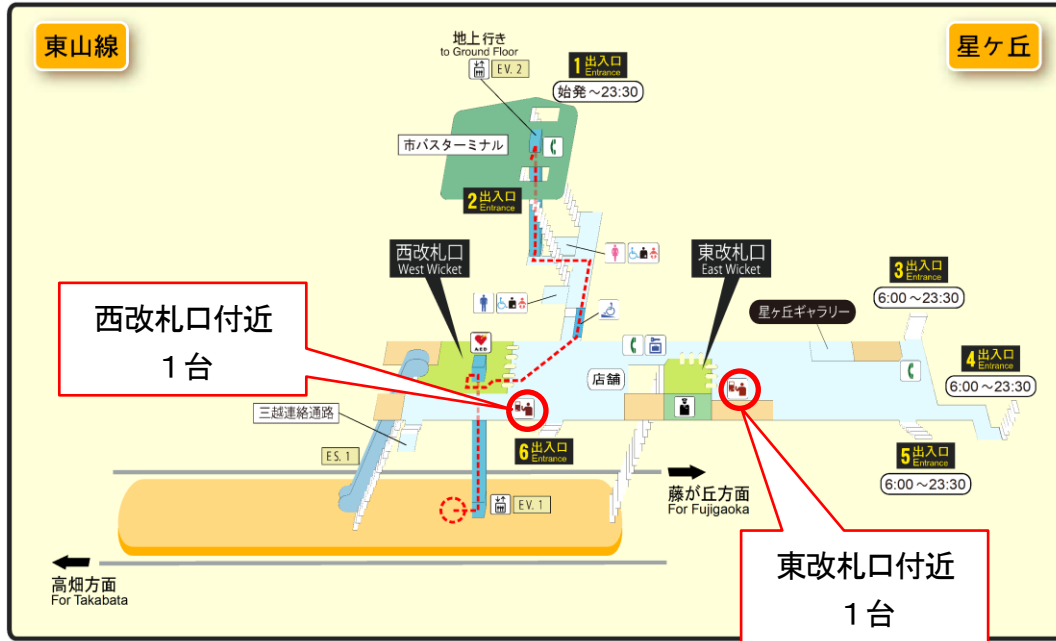 東山線
星ケ丘
地上行き
to Ground Floor
EV. 2
1 出入口
Entrance
始発～23:30
市バスターミナル
2 出入口
Entrance
西改札口
West Wicket
東改札口
East Wicket
3 出入口
Entrance
6:00～23:30
星ヶ丘ギャラリー
西改札口付近
１台
AED
店舗
4 出入口
Entrance
6:00～23:30
三越連絡通路
ES. 1
6 出入口
Entrance
5 出入口
Entrance
6:00～23:30
藤が丘方面
For Fujigaoka
EV. 1
東改札口付近
１台
高畑方面
For Takabata